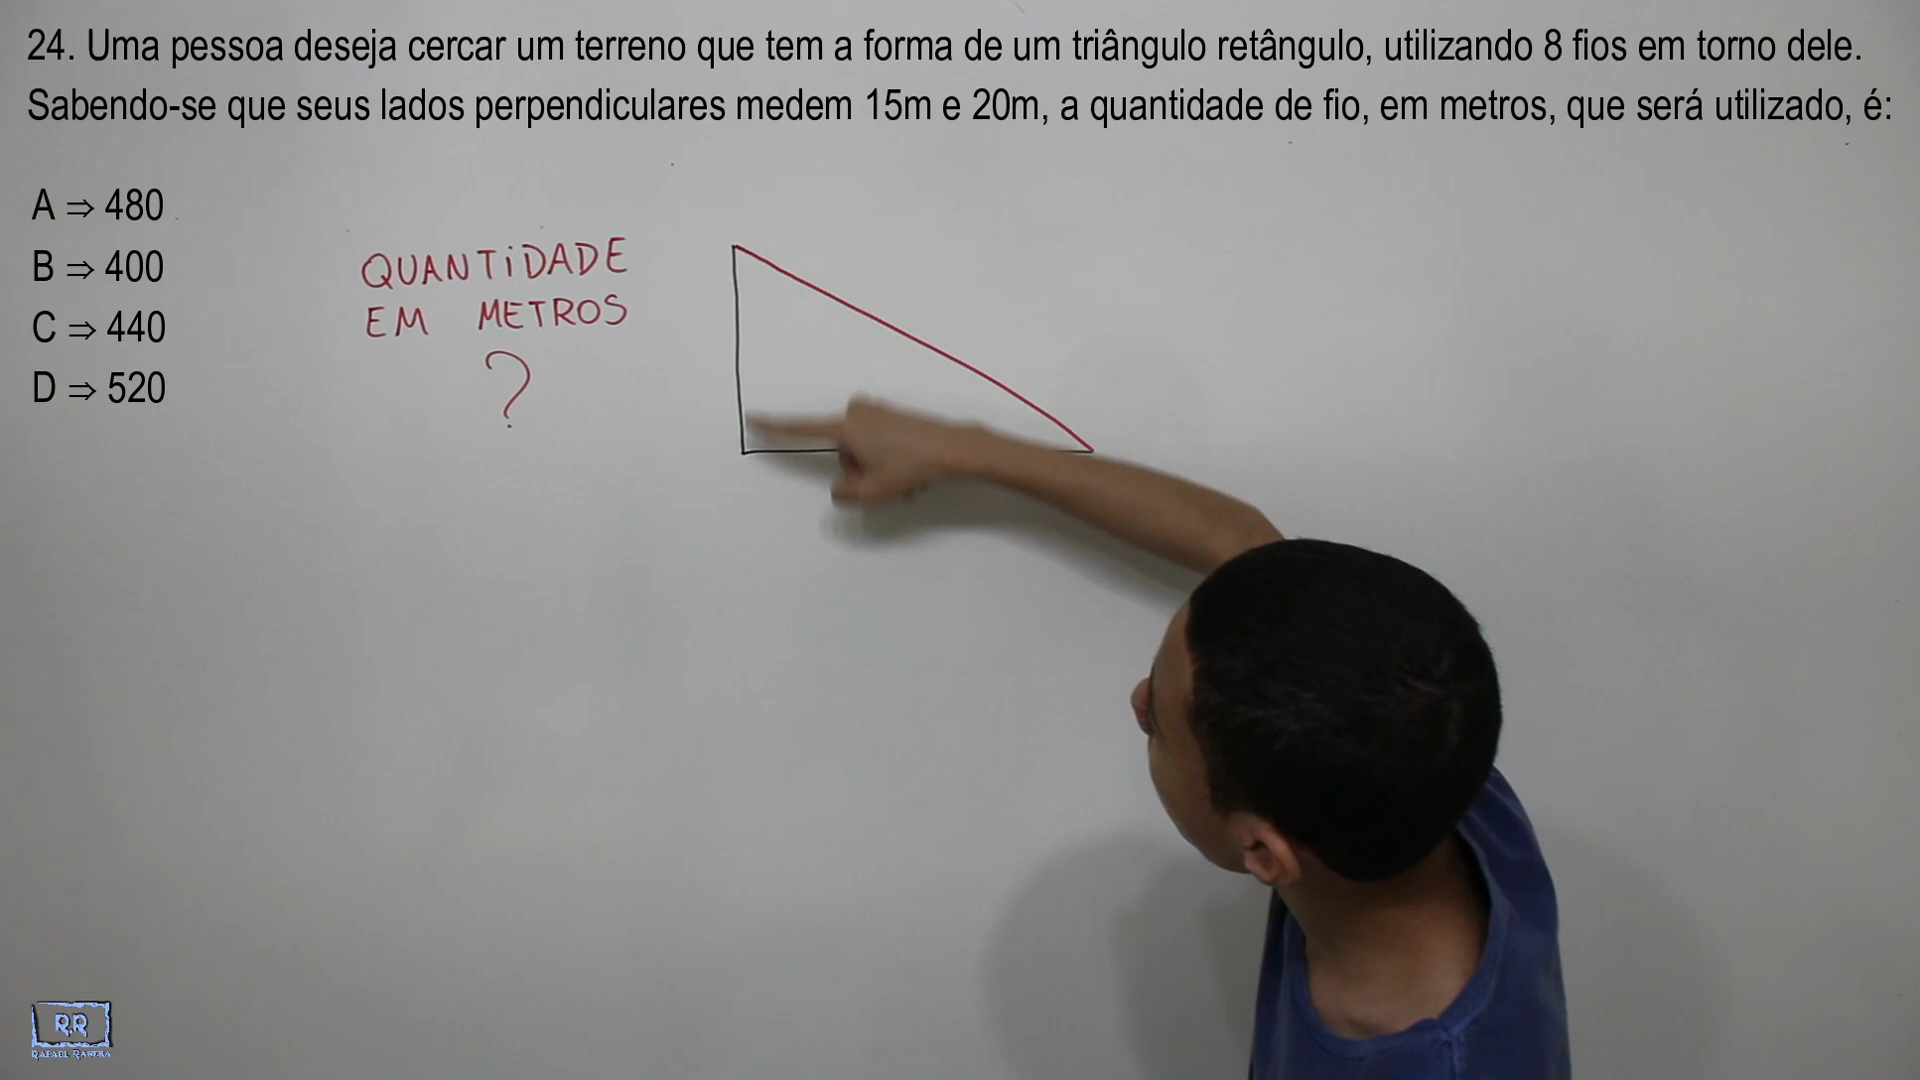 24. Uma pessoa deseja cercar um terreno que tem a forma de um triângulo retângulo, utilizando 8 fios em torno dele.
Sabendo-se que seus lados perpendiculares medem 15m e 20m, a quantidade de fio, em metros, que será utilizado, é:
A ⇒ 480
B ⇒ 400
C ⇒ 440
D ⇒ 520
QUANTiDADE
EM METROS
?
R.R